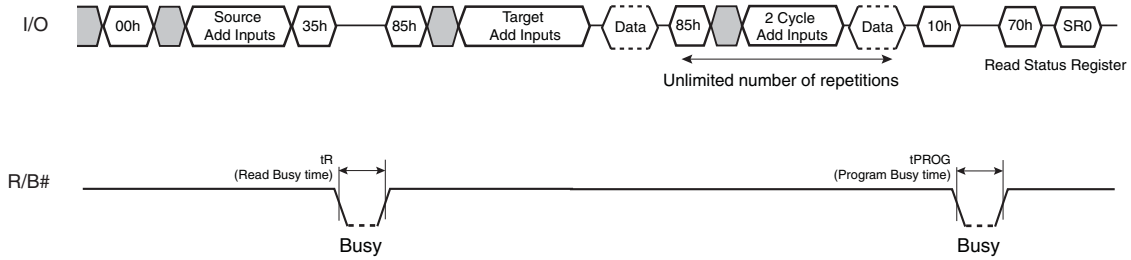 I/O
00h
Source
Add Inputs
35h
85h
Target
Add Inputs
Data
85h
2 Cycle
Add Inputs
Data
10h
70h
SR0
Unlimited number of repetitions
Read Status Register
R/B#
tR
(Read Busy time)
Busy
tPROG
(Program Busy time)
Busy